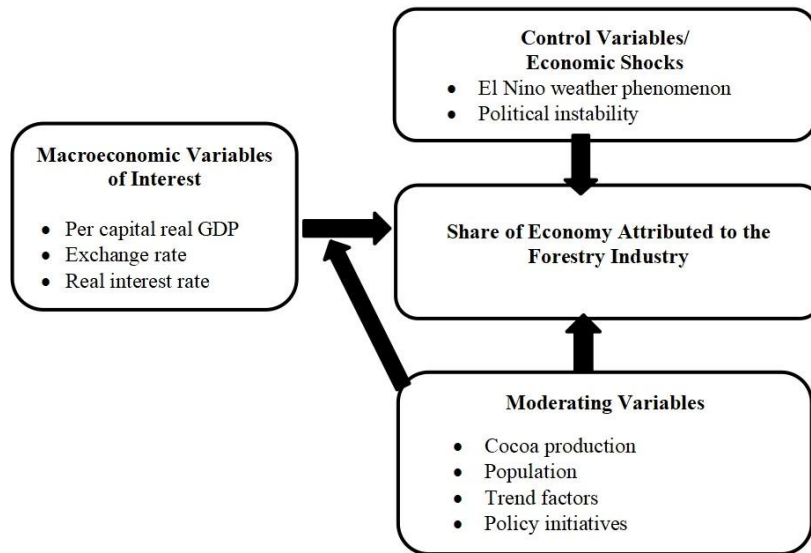 Control Variables/
Economic Shocks
• El Nino weather phenomenon
• Political instability
Macroeconomic Variables
of Interest
• Per capital real GDP
• Exchange rate
• Real interest rate
Share of Economy Attributed to the
Forestry Industry
Moderating Variables
• Cocoa production
• Population
• Trend factors
• Policy initiatives